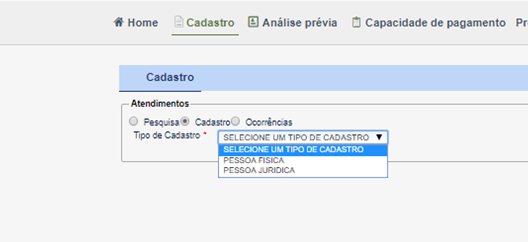 Home Cadastro Análise prévia Capacidade de pagamento Pr
Cadastro
Atendimentos
Pesquisa Cadastro Ocorrências
Tipo de Cadastro * SELECIONE UM TIPO DE CADASTRO
SELECIONE UM TIPO DE CADASTRO
PESSOA FISICA
PESSOA JURIDICA